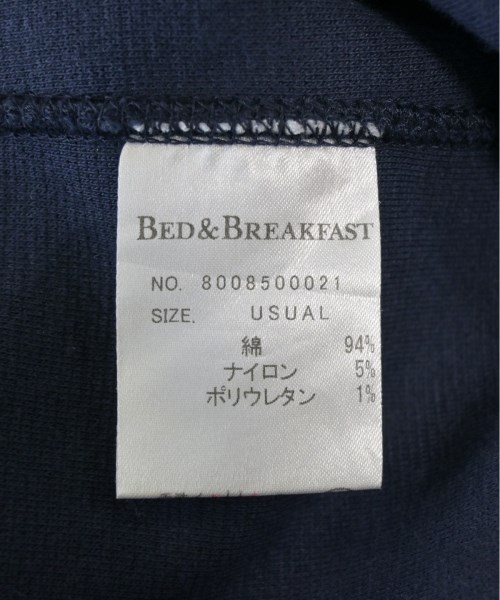 BED & BREAKFAST
NO. 8008500021
SIZE. USUAL
綿 94%
ナイロン 5%
ポリウレタン 1%